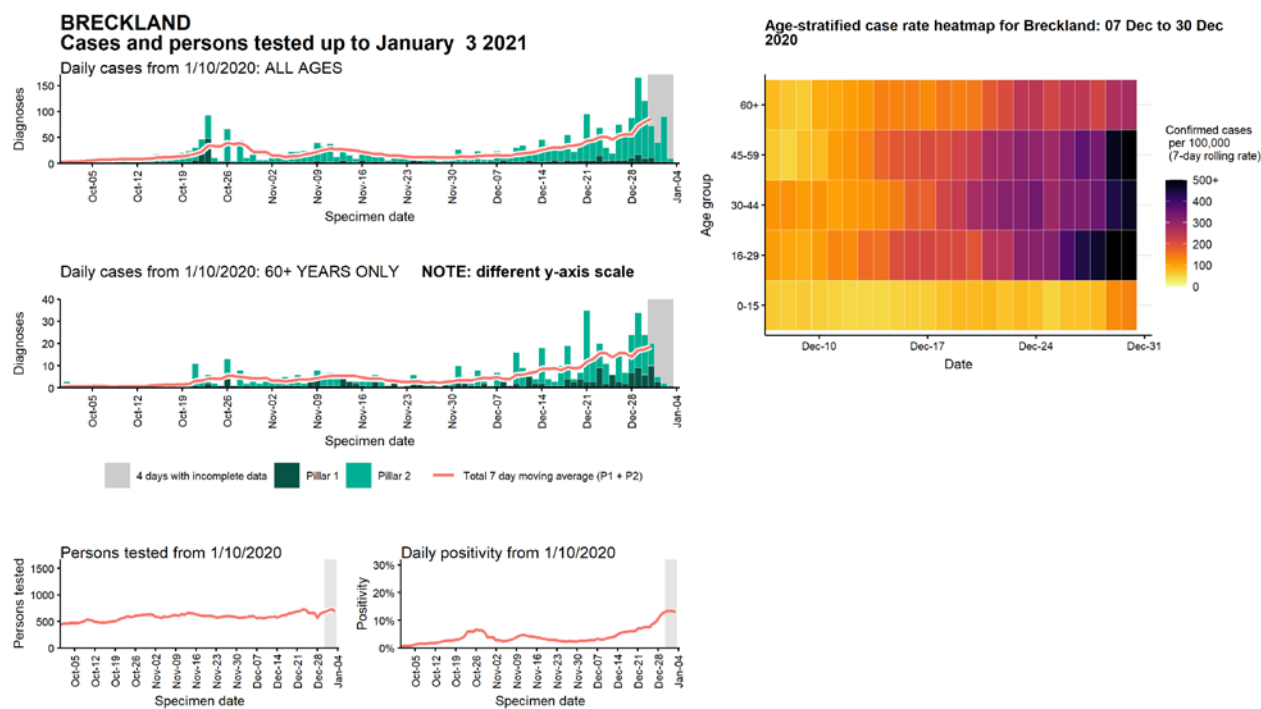 BRECKLAND
Cases and persons tested up to January 3 2021
Daily cases from 1/10/2020: ALL AGES
Diagnoses
150
100
50
0
Oct-05
Oct-12
Oct-19
Oct-26
Nov-02
Nov-09
Nov-16
Nov-23
Nov-30
Dec-07
Dec-14
Dec-21
Dec-28
Jan-04
Specimen date
Daily cases from 1/10/2020: 60+ YEARS ONLY NOTE: different y-axis scale
Diagnoses
40
30
20
10
0
Oct-05
Oct-12
Oct-19
Oct-26
Nov-02
Nov-09
Nov-16
Nov-23
Nov-30
Dec-07
Dec-14
Dec-21
Dec-28
Jan-04
Specimen date
4 days with incomplete data Pillar 1 Pillar 2 Total 7 day moving average (P1 + P2)
Persons tested from 1/10/2020
Persons tested
1500
1000
500
0
Oct-05
Oct-12
Oct-19
Oct-26
Nov-02
Nov-09
Nov-16
Nov-23
Nov-30
Dec-07
Dec-14
Dec-21
Dec-28
Jan-04
Specimen date
Daily positivity from 1/10/2020
Positivity
30%
20%
10%
0%
Oct-05
Oct-12
Oct-19
Oct-26
Nov-02
Nov-09
Nov-16
Nov-23
Nov-30
Dec-07
Dec-14
Dec-21
Dec-28
Jan-04
Specimen date
Age-stratified case rate heatmap for Breckland: 07 Dec to 30 Dec
2020
Age group
60+
45-59
30-44
16-29
0-15
Dec-10
Dec-17
Dec-24
Dec-31
Date
Confirmed cases
per 100,000
(7-day rolling rate)
500+
400
300
200
100
0